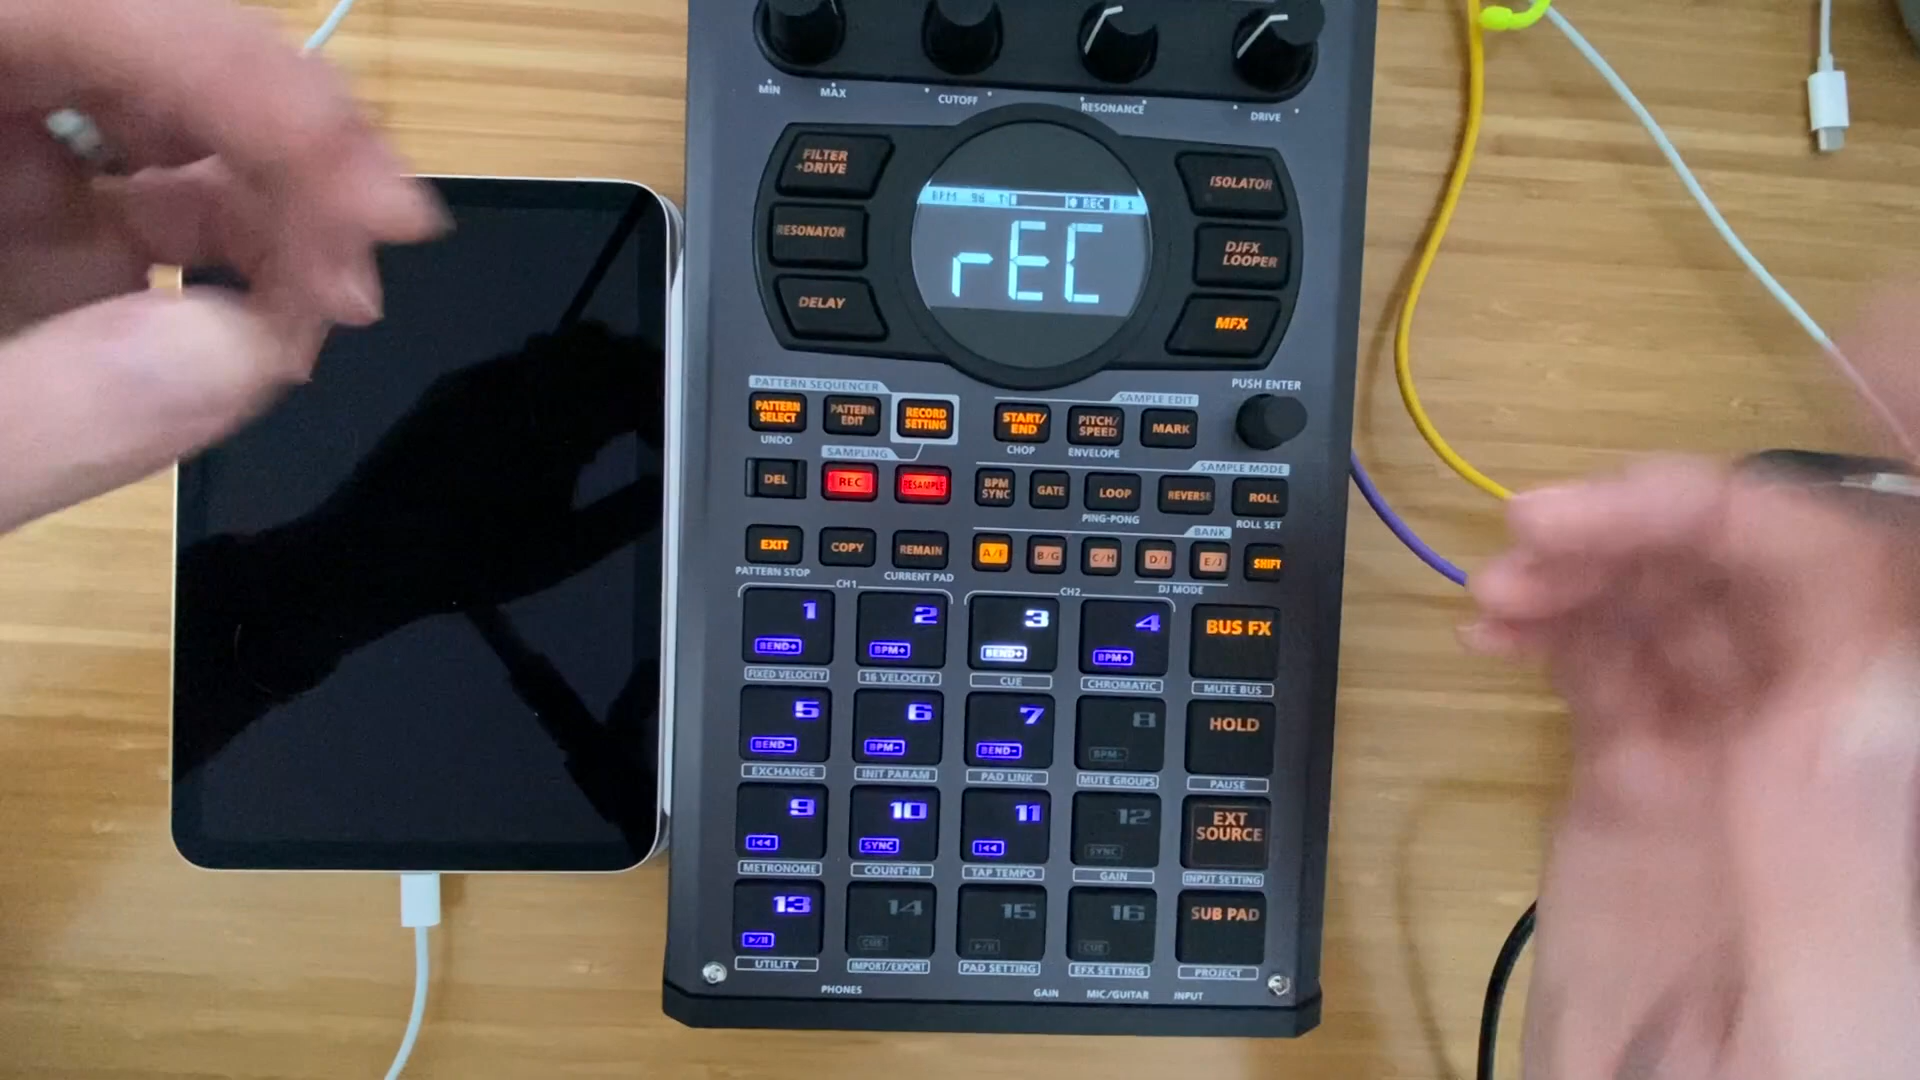 MIN
MAX
CUTOFF
RESONANCE
DRIVE
FILTER
+DRIVE
RESONATOR
DELAY
BPM 96
REC
rEC
ISOLATOR
DJFX
LOOPER
MFX
PUSH ENTER
PATTERN SEQUENCER
PATTERN
SELECT
UNDO
PATTERN
EDIT
RECORD
SETTING
SAMPLE EDIT
START/
END
CHOP
PITCH/
SPEED
ENVELOPE
MARK
SAMPLING
DEL
REC
RESAMPLE
SAMPLE MODE
BPM
SYNC
GATE
LOOP
PING-PONG
REVERSE
ROLL
ROLL SET
EXIT
PATTERN STOP
COPY
REMAIN
CURRENT PAD
BANK
A/F
B/G
C/H
D/I
E/J
DJ MODE
SHIFT
CH1
CH2
1
BEND+
FIXED VELOCITY
2
BPM+
16 VELOCITY
3
BEND+
CUE
4
BPM+
CHROMATIC
BUS FX
MUTE BUS
5
BEND-
EXCHANGE
6
BPM-
INIT PARAM
7
BEND-
PAD LINK
8
BPM-
MUTE GROUPS
HOLD
PAUSE
9
METRONOME
10
SYNC
COUNT-IN
11
TAP TEMPO
12
SYNC
GAIN
EXT
SOURCE
INPUT SETTING
13
UTILITY
14
CUE
IMPORT/EXPORT
15
PAD SETTING
16
CUE
EFX SETTING
SUB PAD
PROJECT
PHONES
GAIN
MIC/GUITAR
INPUT